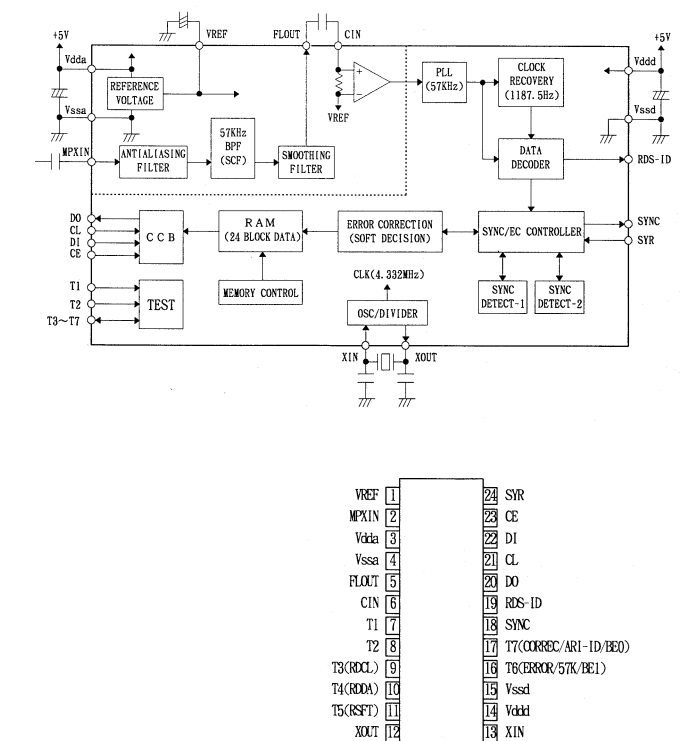 +5V
VREF
FLOUT
CIN
+5V
Vdda
Vddd
REFERENCE
VOLTAGE
PLL
(57KHz)
CLOCK
RECOVERY
(1187.5Hz)
+
-
VREF
Vssa
Vssd
MPXIN
ANTIALIASING
FILTER
57KHz
BPF
(SCF)
SMOOTHING
FILTER
DATA
DECODER
RDS-ID
DO
CL
DI
CE
CCB
RAM
(24 BLOCK DATA)
ERROR CORRECTION
(SOFT DECISION)
SYNC/EC CONTROLLER
SYNC
SYR
MEMORY CONTROL
CLK(4.332MHz)
SYNC
DETECT-1
SYNC
DETECT-2
T1
T2
T3~T7
TEST
OSC/DIVIDER
XIN
XOUT
VREF 1 24 SYR
MPXIN 2 23 CE
Vdda 3 22 DI
Vssa 4 21 CL
FLOUT 5 20 DO
CIN 6 19 RDS-ID
T1 7 18 SYNC
T2 8 17 T7(CORREC/ARI-ID/BE0)
T3(RDCL) 9 16 T6(ERROR/57K/BE1)
T4(RDDA) 10 15 Vssd
T5(RSFT) 11 14 Vddd
XOUT 12 13 XIN